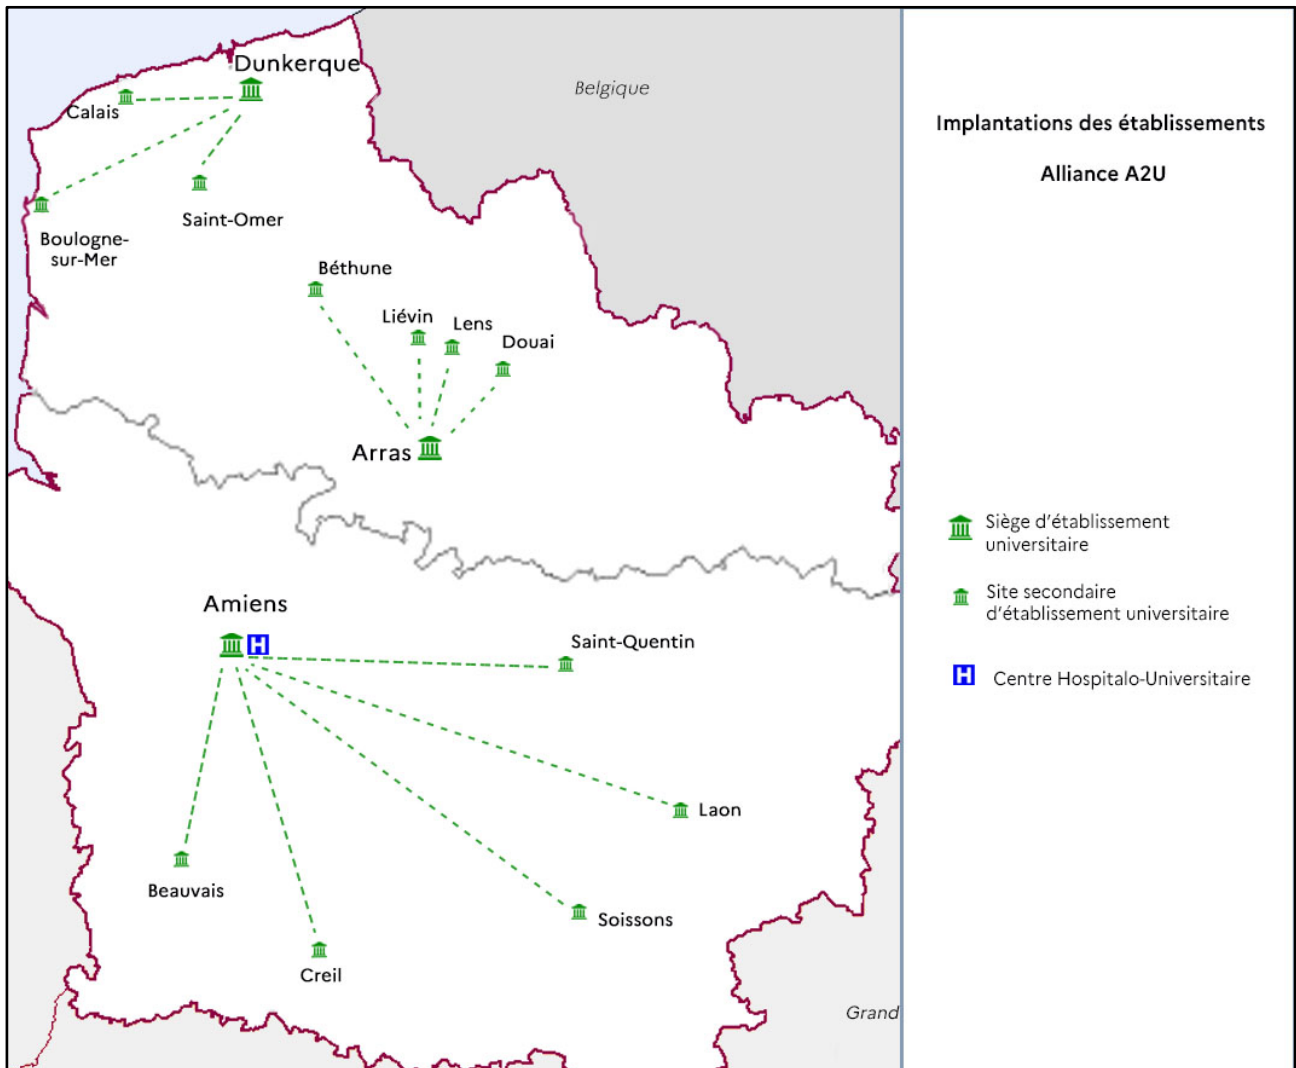 Dunkerque
Belgique
Calais
Saint-Omer
Boulogne-
sur-Mer
Béthune
Liévin
Lens
Douai
Arras
Amiens
Saint-Quentin
Laon
Beauvais
Soissons
Creil
Grand
Implantations des établissements
Alliance A2U
Siège d'établissement
universitaire
Site secondaire
d'établissement universitaire
H
H
Centre Hospitalo-Universitaire